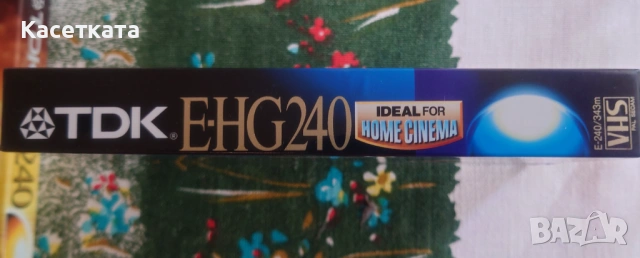 Касетката
TDK®
E-HG240
IDEAL FOR
HOME CINEMA
E-240/343m
VHS
240
BAZAR